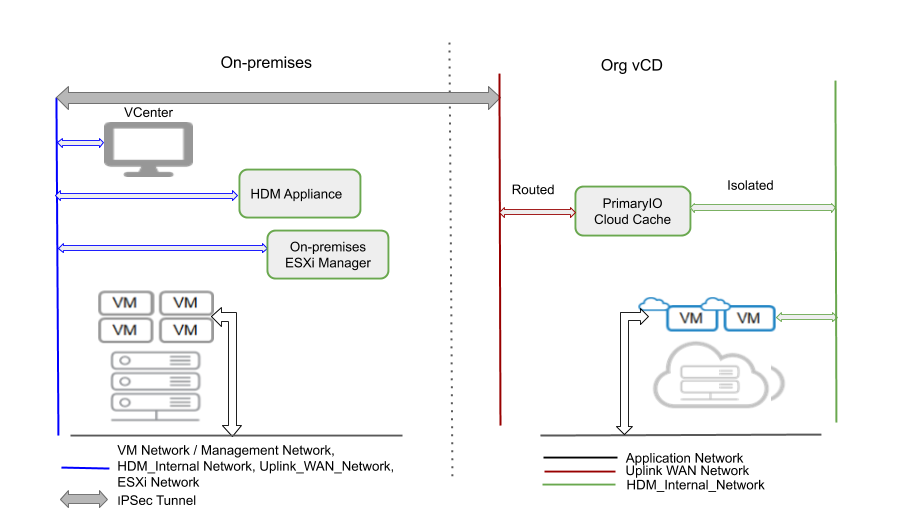 On-premises
Org vCD
VCenter
HDM Appliance
Routed
Isolated
PrimaryIO
Cloud Cache
On-premises
ESXi Manager
VM
VM
VM
VM
VM
VM
VM Network / Management Network,
HDM_Internal Network, Uplink_WAN_Network,
ESXi Network
IPSec Tunnel
Application Network
Uplink WAN Network
HDM_Internal_Network